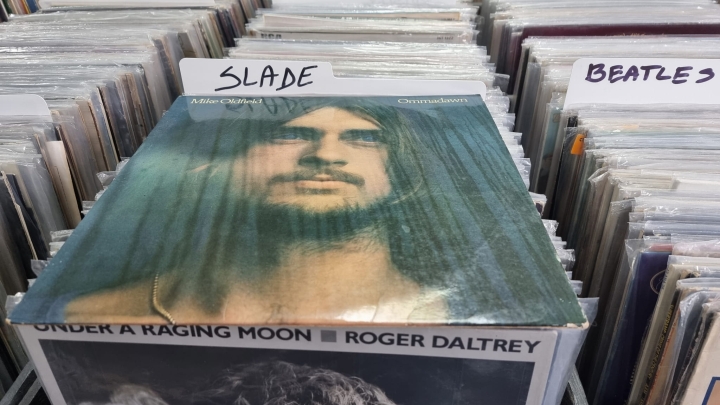 SLADE
BEATLES
Mike Oldfield
Ommadawn
UNDER A RAGING MOON ■ ROGER DALTREY